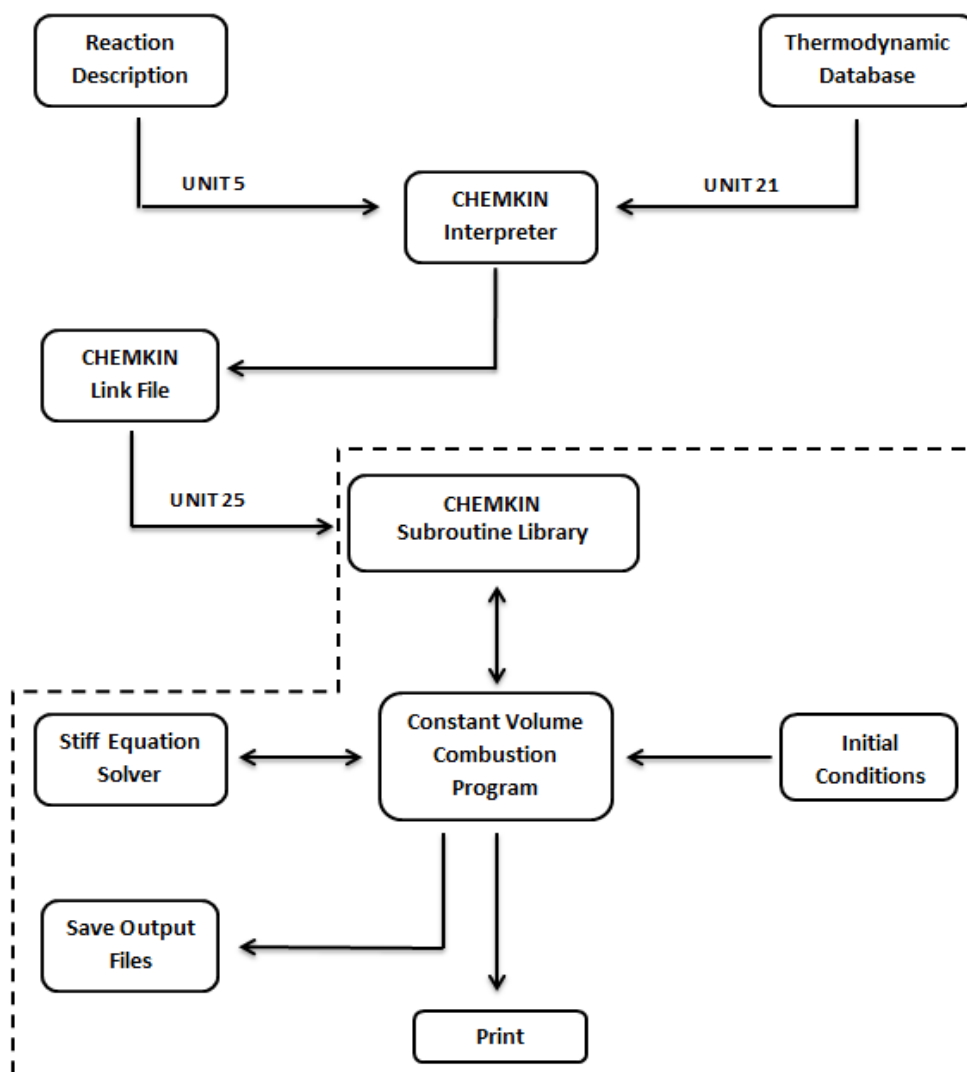 Reaction
Description
Thermodynamic
Database
UNIT 5
UNIT 21
CHEMKIN
Interpreter
CHEMKIN
Link File
UNIT 25
CHEMKIN
Subroutine Library
Stiff Equation
Solver
Constant Volume
Combustion
Program
Initial
Conditions
Save Output
Files
Print